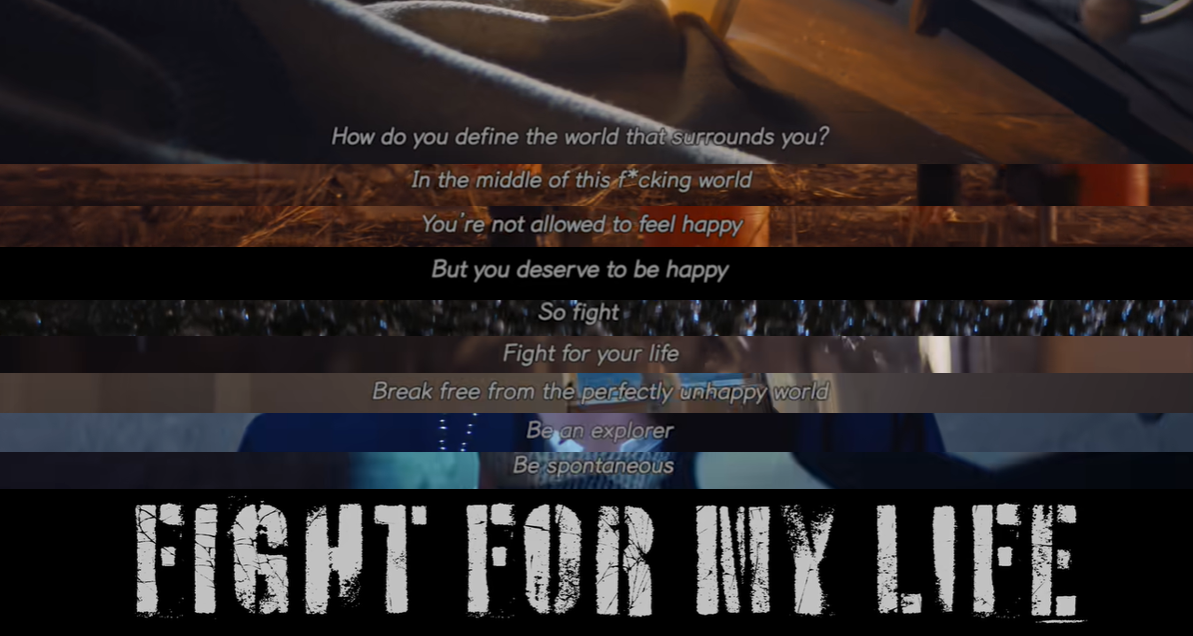 How do you define the world that surrounds you?
In the middle of this f*cking world
You're not allowed to feel happy
But you deserve to be happy
So fight
Fight for your life
Break free from the perfectly unhappy world
Be an explorer
Be spontaneous
FIGHT FOR MY LIFE